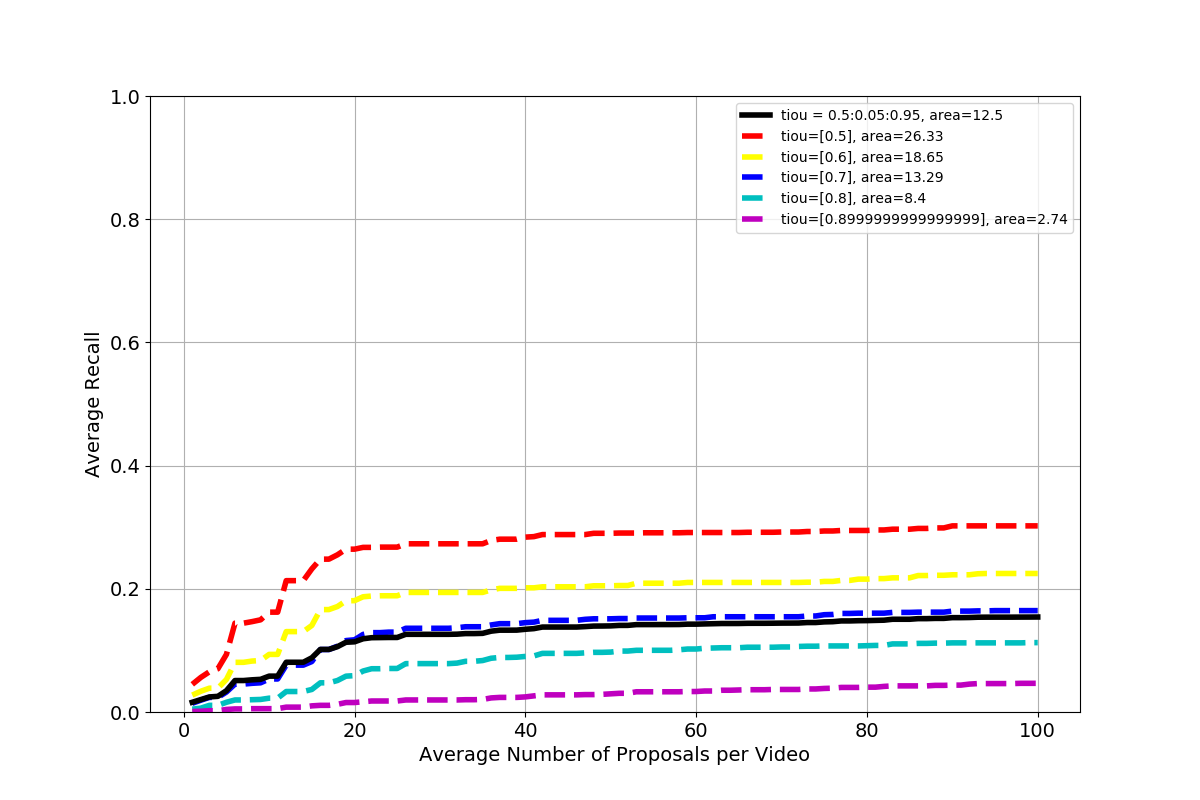 1.0
0.8
0.6
0.4
0.2
0.0
Average Recall
tiou = 0.5:0.05:0.95, area=12.5
tiou=[0.5], area=26.33
tiou=[0.6], area=18.65
tiou=[0.7], area=13.29
tiou=[0.8], area=8.4
tiou=[0.8999999999999999], area=2.74
0 20 40 60 80 100
Average Number of Proposals per Video